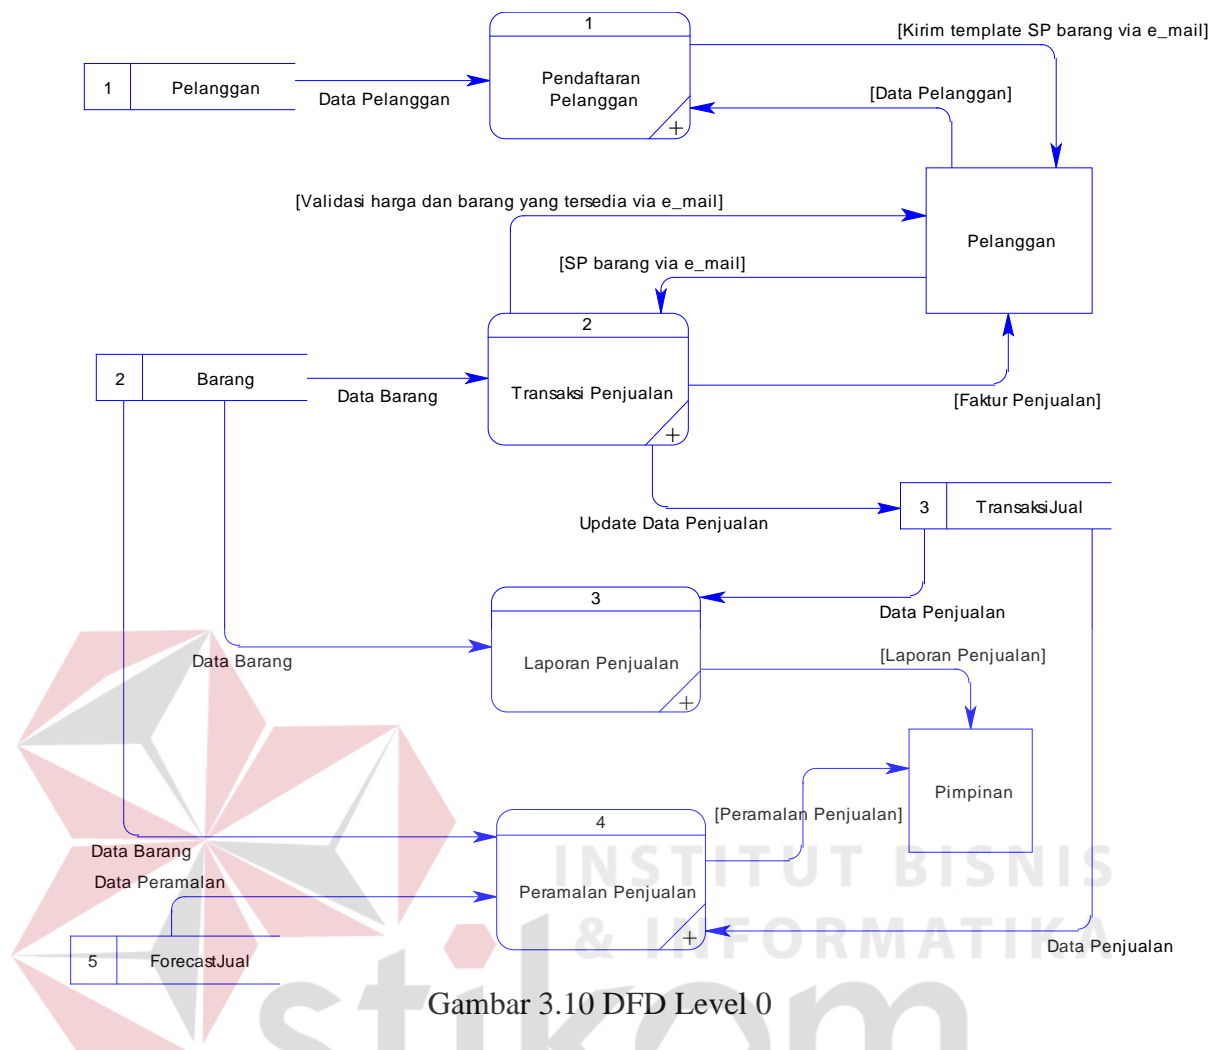 1
[Kirim template SP barang via e_mail]
1
Pelanggan
Data Pelanggan
Pendaftaran
Pelanggan
+
[Data Pelanggan]
[Validasi harga dan barang yang tersedia via e_mail]
Pelanggan
[SP barang via e_mail]
2
2
Barang
Data Barang
Transaksi Penjualan
+
[Faktur Penjualan]
Update Data Penjualan
3
TransaksiJual
3
Data Penjualan
Data Barang
Laporan Penjualan
+
[Laporan Penjualan]
Pimpinan
[Peramalan Penjualan]
4
Data Barang
Data Peramalan
Peramalan Penjualan
+
INSTITUT BISNIS
& INFORMATIKA
Data Penjualan
5
ForecastJual
stikom
Gambar 3.10 DFD Level 0